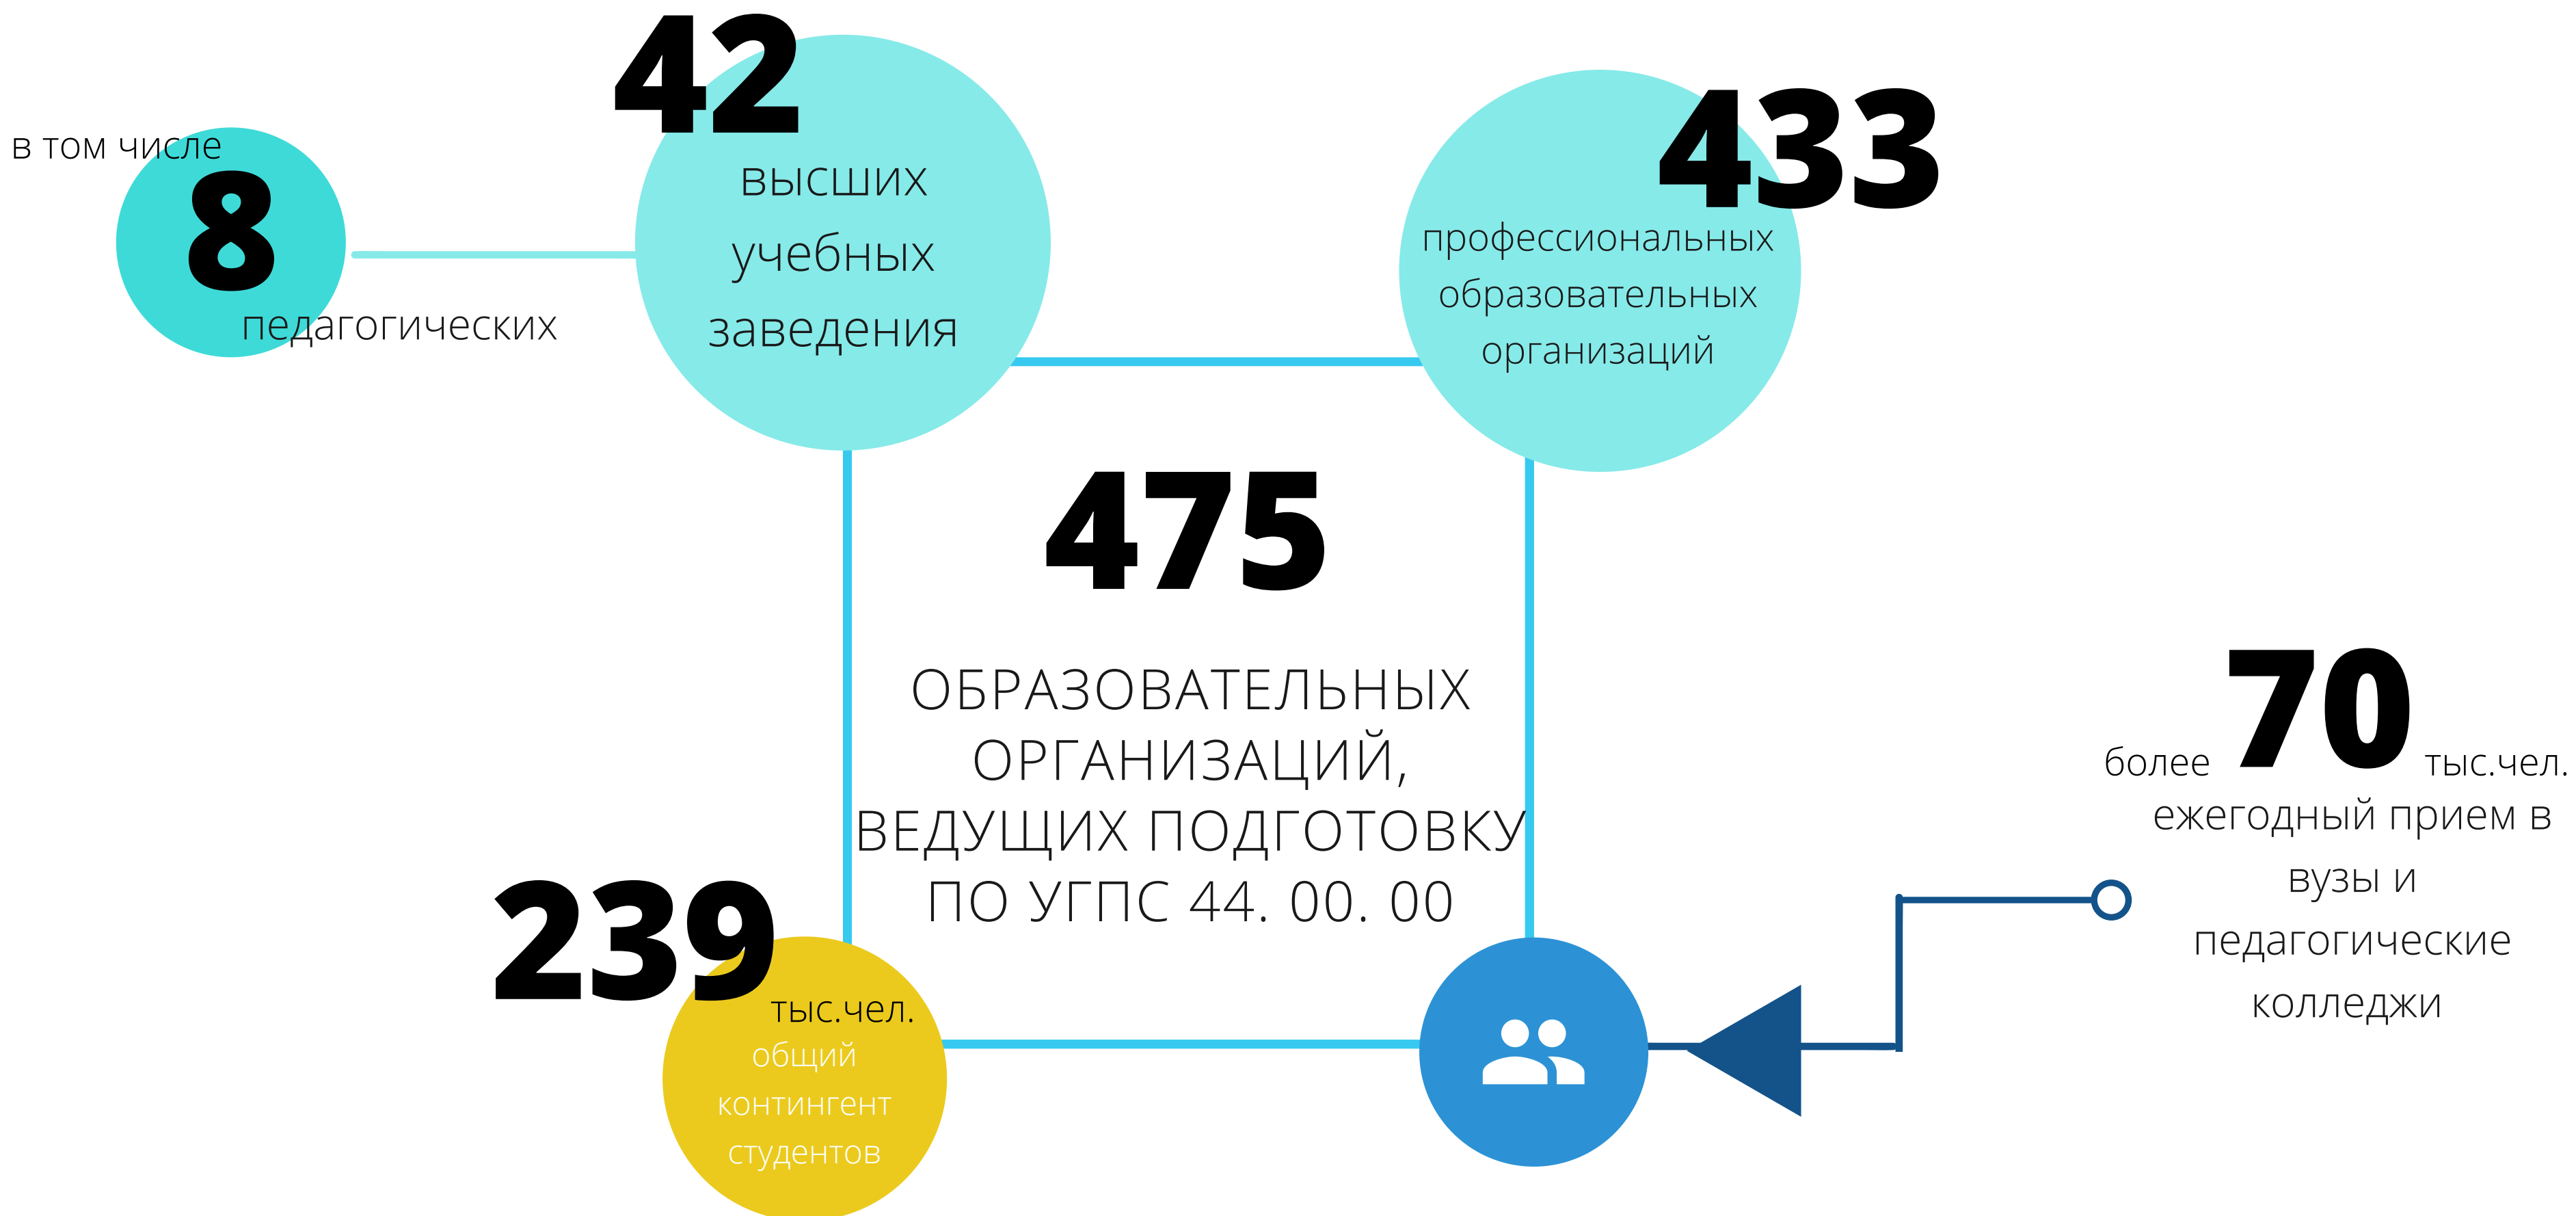 в том числе
8
педагогических
42
высших
учебных
заведения
433
профессиональных
образовательных
организаций
475
ОБРАЗОВАТЕЛЬНЫХ
ОРГАНИЗАЦИЙ,
ВЕДУЩИХ ПОДГОТОВКУ
ПО УГПС 44. 00. 00
239
тыс.чел.
общий
контингент
студентов
более 70 тыс.чел.
ежегодный прием в
вузы и
педагогические
колледжи